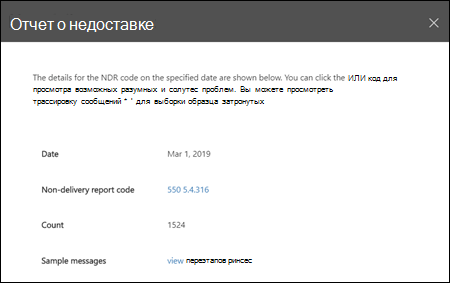 Отчет о недоставке
The details for the NDR code on the specified date are shown below. You can click the ИЛИ код для
просмотра возможных разумных и солутес проблем. Вы можете просмотреть
трассировку сообщений * ' для выборки образца затронутых
Date Mar 1, 2019
Non-delivery report code 550 5.4.316
Count 1524
Sample messages view переэтапов ринсес